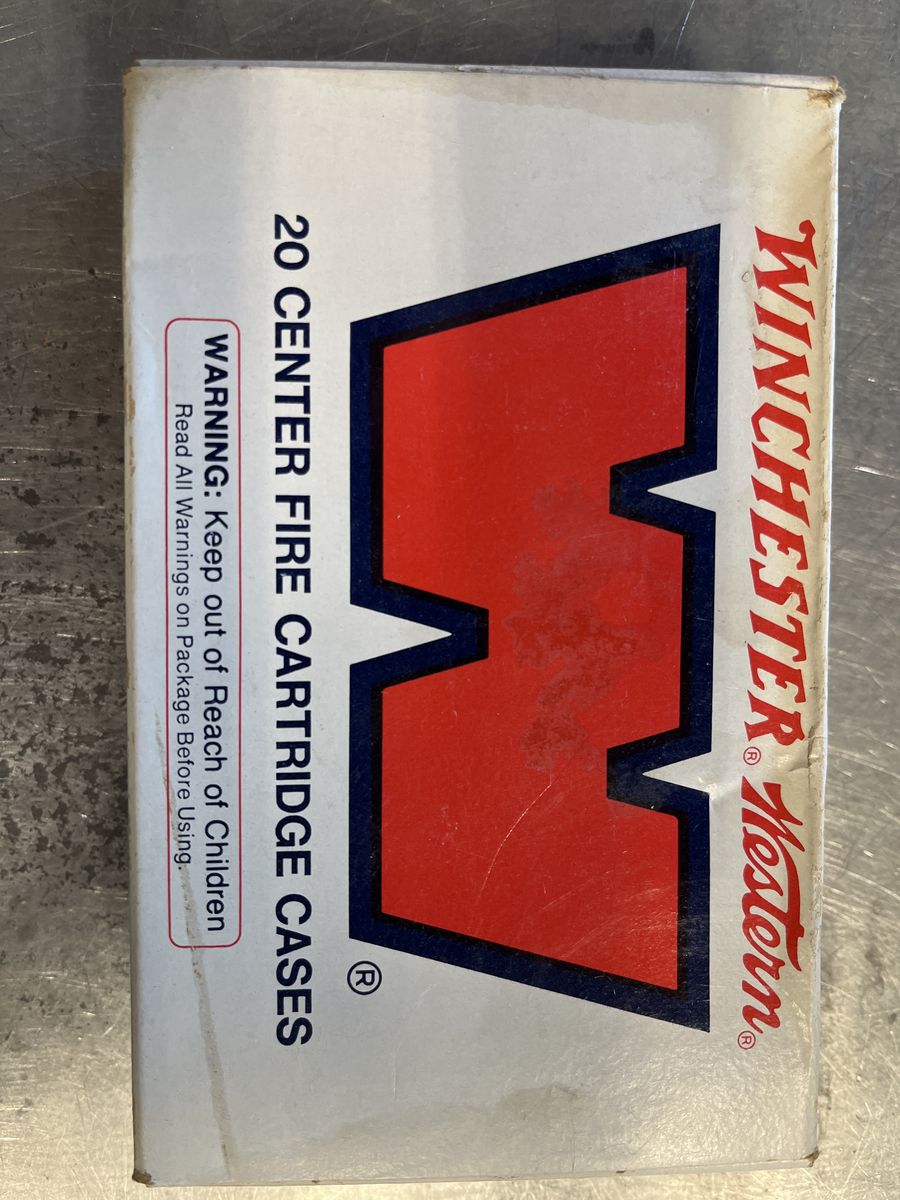 WINCHESTER® Western®
W
®
20 CENTER FIRE CARTRIDGE CASES
WARNING: Keep out of Reach of Children
Read All Warnings on Package Before Using.